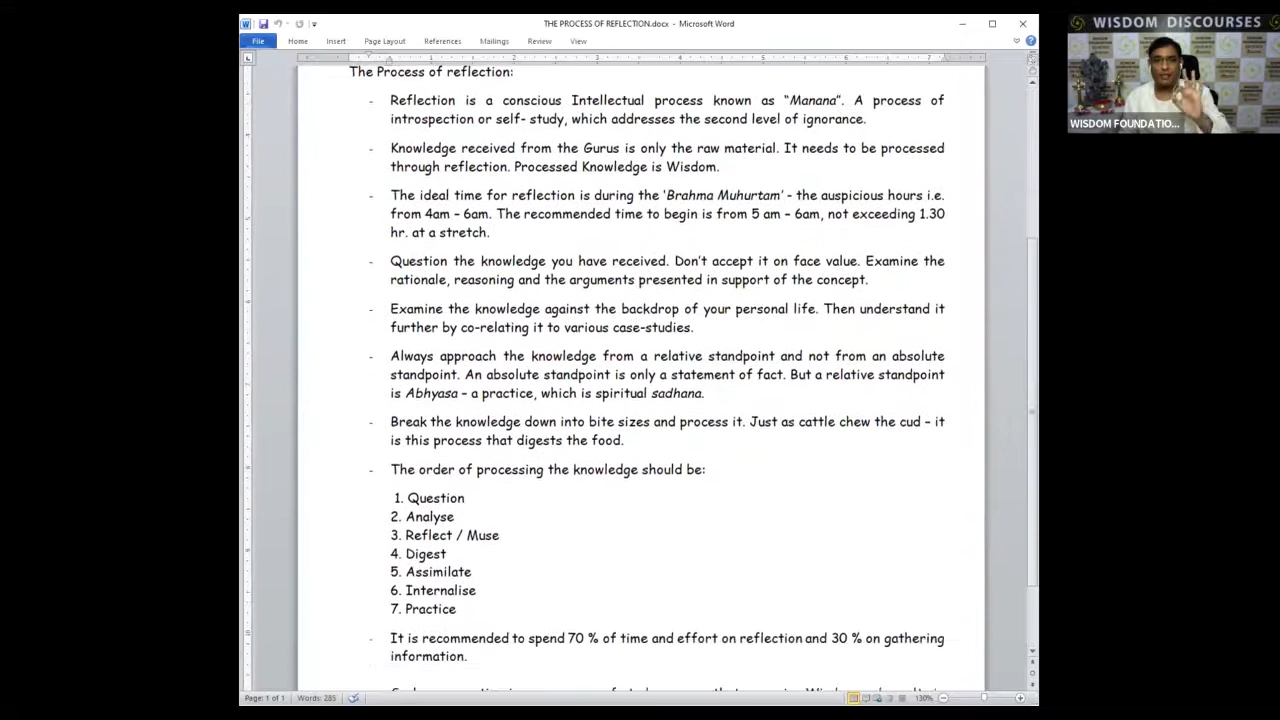 THE PROCESS OF REFLECTION.docx - Microsoft Word
WISDOM DISCOURSES
File Home Insert Page Layout References Mailings Review View
WISDOM FOUNDATIO...
The Process of reflection:
- Reflection is a conscious Intellectual process known as "Manana". A process of
introspection or self- study, which addresses the second level of ignorance.
- Knowledge received from the Gurus is only the raw material. It needs to be processed
through reflection. Processed Knowledge is Wisdom.
- The ideal time for reflection is during the 'Brahma Muhurtam' - the auspicious hours i.e.
from 4am – 6am. The recommended time to begin is from 5 am – 6am, not exceeding 1.30
hr. at a stretch.
- Question the knowledge you have received. Don't accept it on face value. Examine the
rationale, reasoning and the arguments presented in support of the concept.
- Examine the knowledge against the backdrop of your personal life. Then understand it
further by co-relating it to various case-studies.
- Always approach the knowledge from a relative standpoint and not from an absolute
standpoint. An absolute standpoint is only a statement of fact. But a relative standpoint
is Abhyasa – a practice, which is spiritual sadhana.
- Break the knowledge down into bite sizes and process it. Just as cattle chew the cud – it
is this process that digests the food.
- The order of processing the knowledge should be:
1. Question
2. Analyse
3. Reflect / Muse
4. Digest
5. Assimilate
6. Internalise
7. Practice
- It is recommended to spend 70 % of time and effort on reflection and 30 % on gathering
information.
Page: 1 of 1 Words: 285 130%